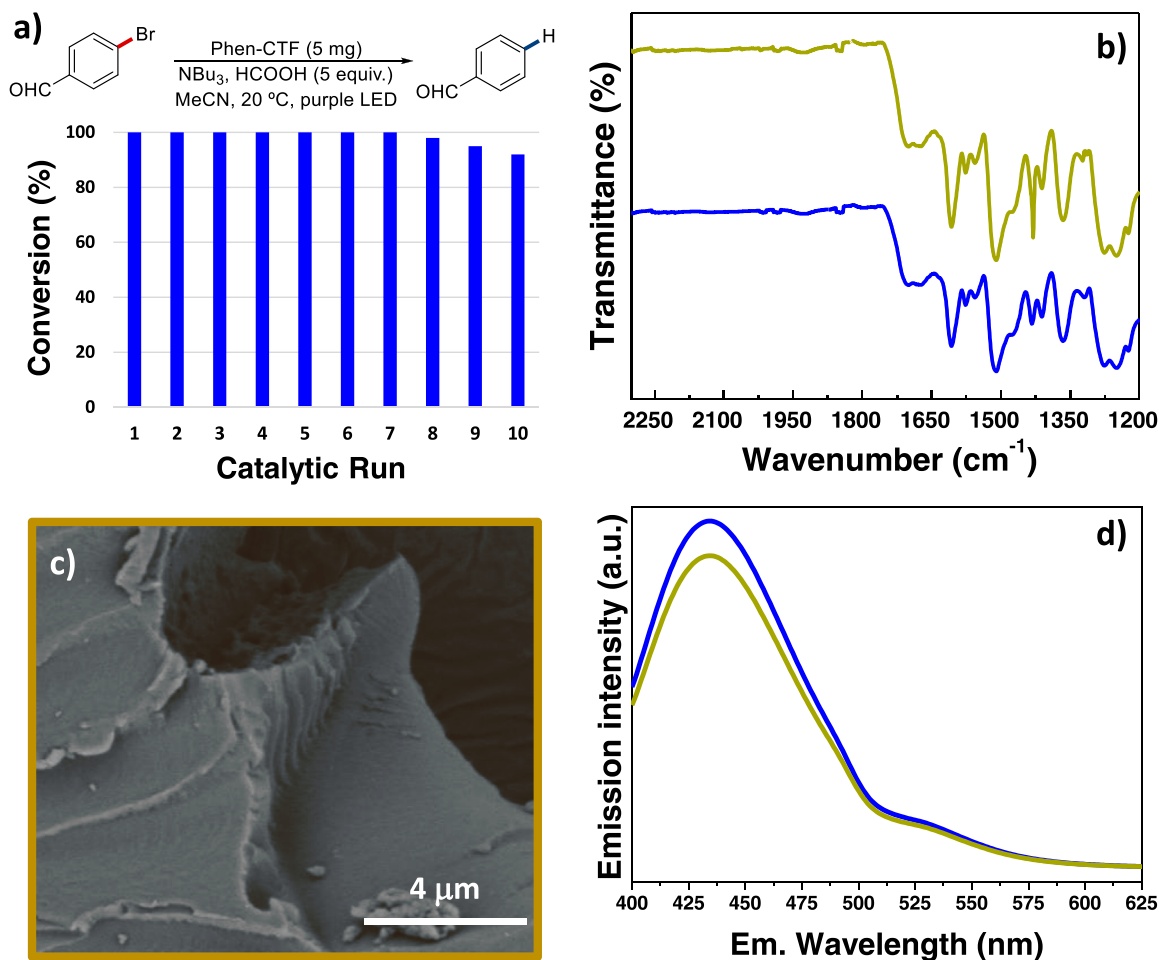 a)
Br
OHC
Phen-CTF (5 mg)
NBu3, HCOOH (5 equiv.)
MeCN, 20 ºC, purple LED
H
OHC
Conversion (%)
100
80
60
40
20
0
1 2 3 4 5 6 7 8 9 10
Catalytic Run
b)
Transmittance (%)
2250 2100 1950 1800 1650 1500 1350 1200
Wavenumber (cm-1)
c)
4 μm
d)
Emission intensity (a.u.)
400 425 450 475 500 525 550 575 600 625
Em. Wavelength (nm)